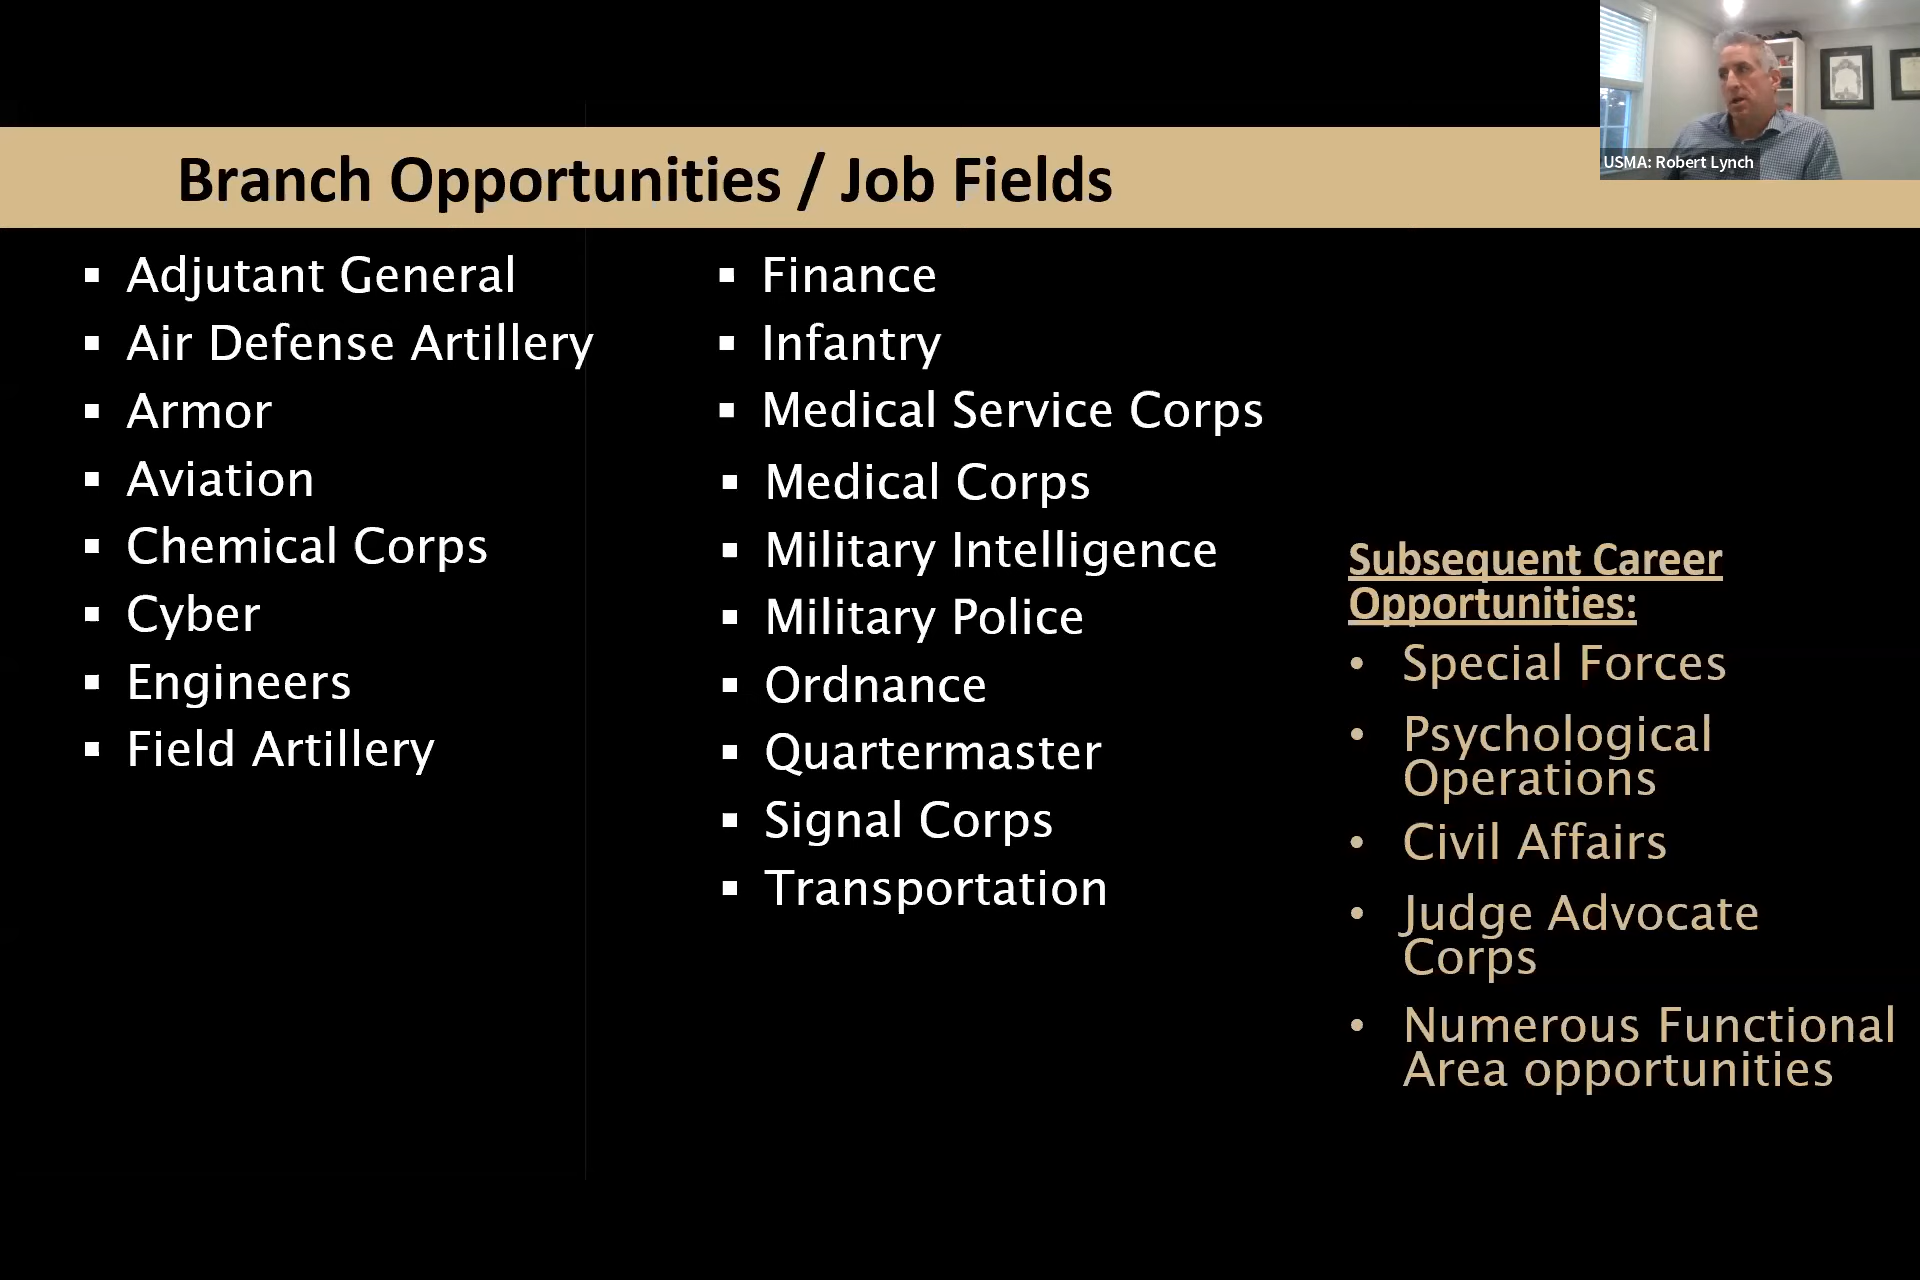 Branch Opportunities / Job Fields
USMA: Robert Lynch
Adjutant General
Air Defense Artillery
Armor
Aviation
Chemical Corps
Cyber
Engineers
Field Artillery
Finance
Infantry
Medical Service Corps
Medical Corps
Military Intelligence
Military Police
Ordnance
Quartermaster
Signal Corps
Transportation
Subsequent Career
Opportunities:
Special Forces
Psychological
Operations
Civil Affairs
Judge Advocate
Corps
Numerous Functional
Area opportunities